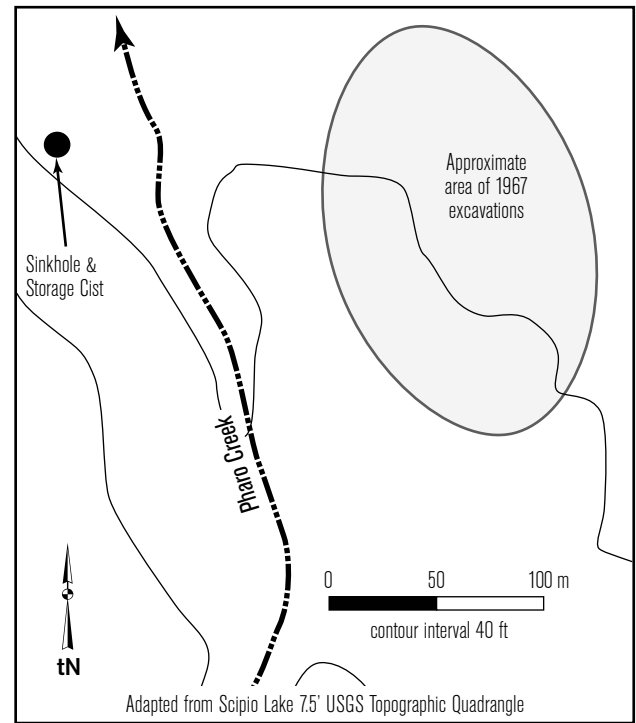 Approximate
area of 1967
excavations
Sinkhole &
Storage Cist
Pharo Creek
0 50 100 m
contour interval 40 ft
tN
Adapted from Scipio Lake 7.5' USGS Topographic Quadrangle